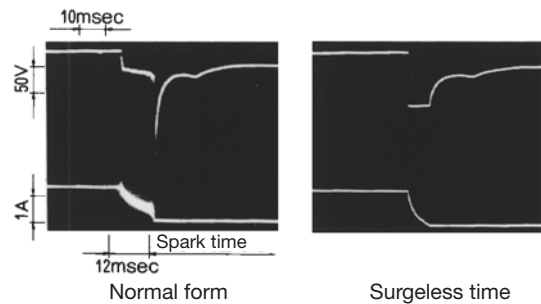 10msec
50V
1A
Spark time
12msec
Normal form
Surgeless time